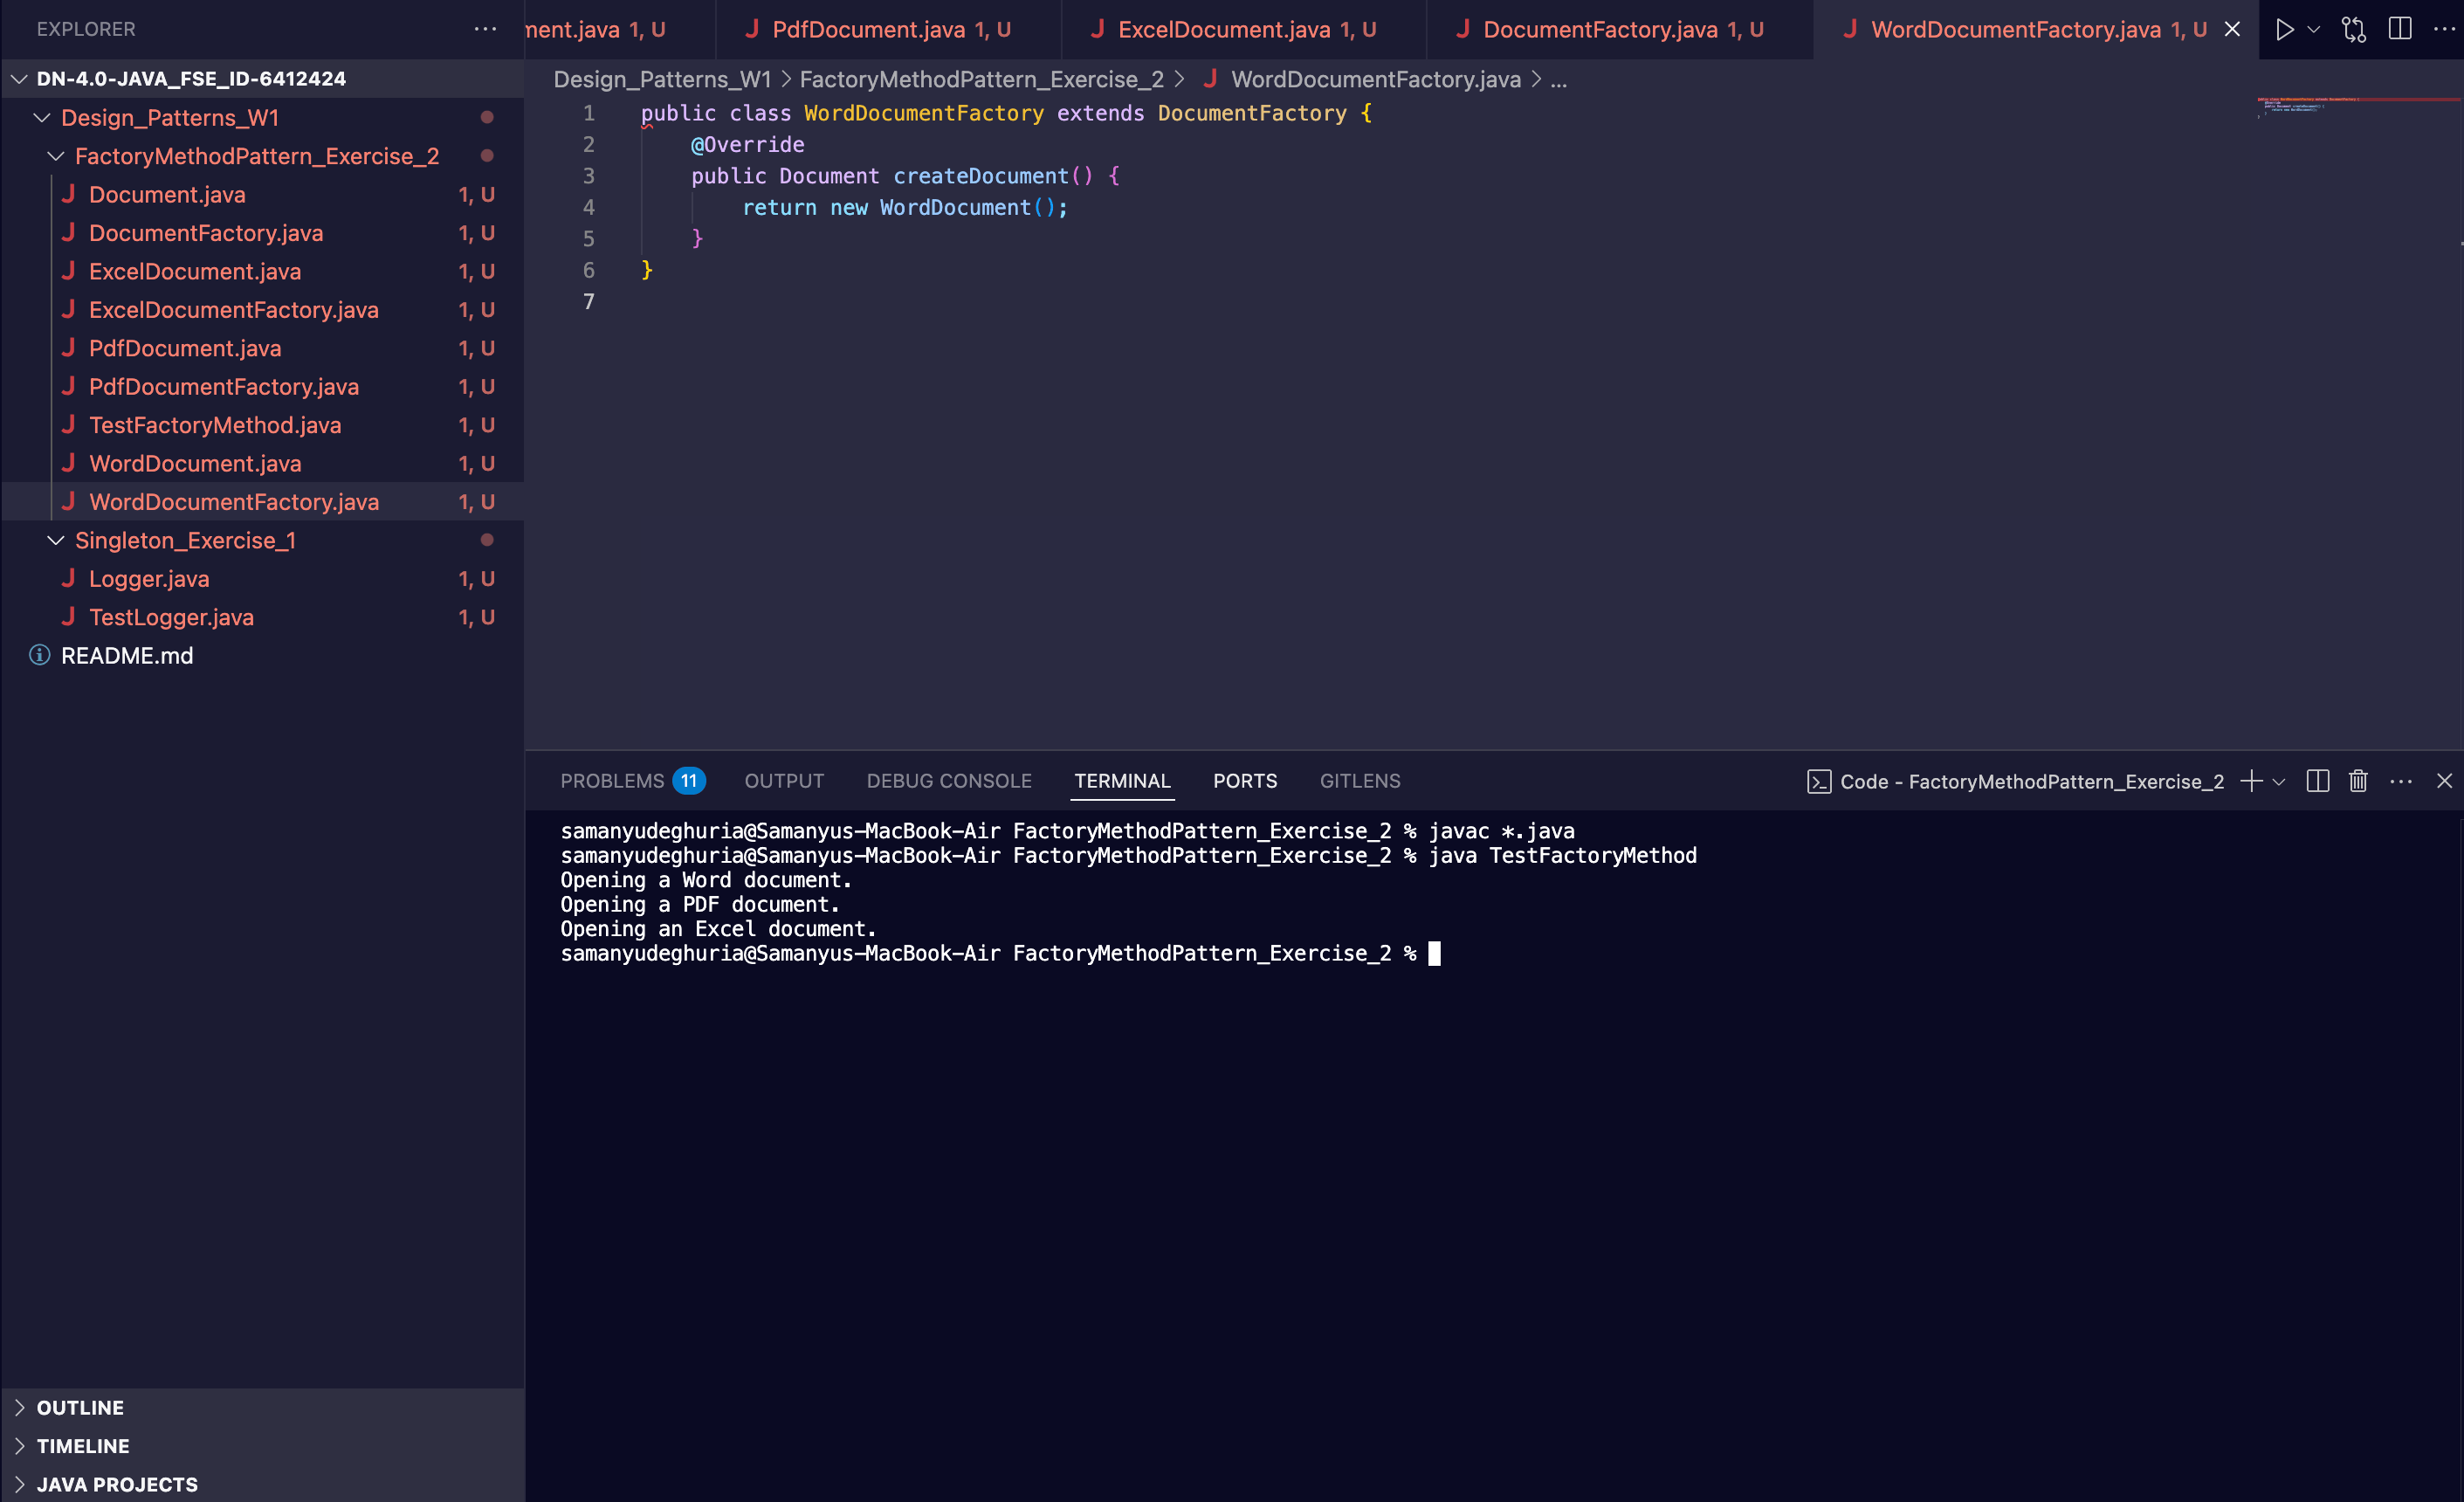 EXPLORER
DN-4.0-JAVA_FSE_ID-6412424
Design_Patterns_W1
FactoryMethodPattern_Exercise_2
Document.java 1, U
DocumentFactory.java 1, U
ExcelDocument.java 1, U
ExcelDocumentFactory.java 1, U
PdfDocument.java 1, U
PdfDocumentFactory.java 1, U
TestFactoryMethod.java 1, U
WordDocument.java 1, U
WordDocumentFactory.java 1, U
Singleton_Exercise_1
Logger.java 1, U
TestLogger.java 1, U
README.md
OUTLINE
TIMELINE
JAVA PROJECTS
ment.java 1, U PdfDocument.java 1, U ExcelDocument.java 1, U DocumentFactory.java 1, U WordDocumentFactory.java 1, U
Design_Patterns_W1 > FactoryMethodPattern_Exercise_2 > WordDocumentFactory.java > ...
1 public class WordDocumentFactory extends DocumentFactory {
2 @Override
3 public Document createDocument() {
4 return new WordDocument();
5 }
6 }
7
PROBLEMS 11 OUTPUT DEBUG CONSOLE TERMINAL PORTS GITLENS Code - FactoryMethodPattern_Exercise_2
samanyudeghuria@Samanyus-MacBook-Air FactoryMethodPattern_Exercise_2 % javac *.java
samanyudeghuria@Samanyus-MacBook-Air FactoryMethodPattern_Exercise_2 % java TestFactoryMethod
Opening a Word document.
Opening a PDF document.
Opening an Excel document.
samanyudeghuria@Samanyus-MacBook-Air FactoryMethodPattern_Exercise_2 %